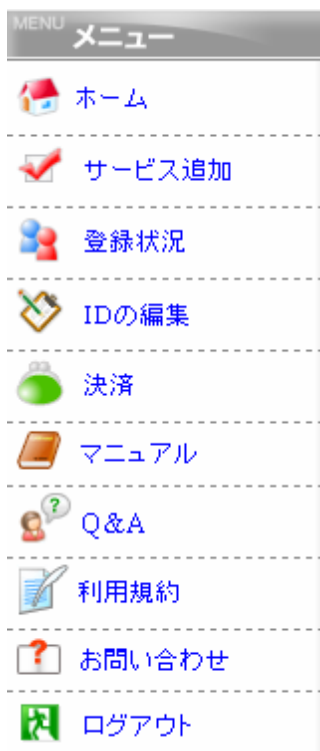 MENU メニュー
ホーム
サービス追加
登録状況
IDの編集
決済
マニュアル
?
Q&A
利用規約
?
お問い合わせ
ログアウト